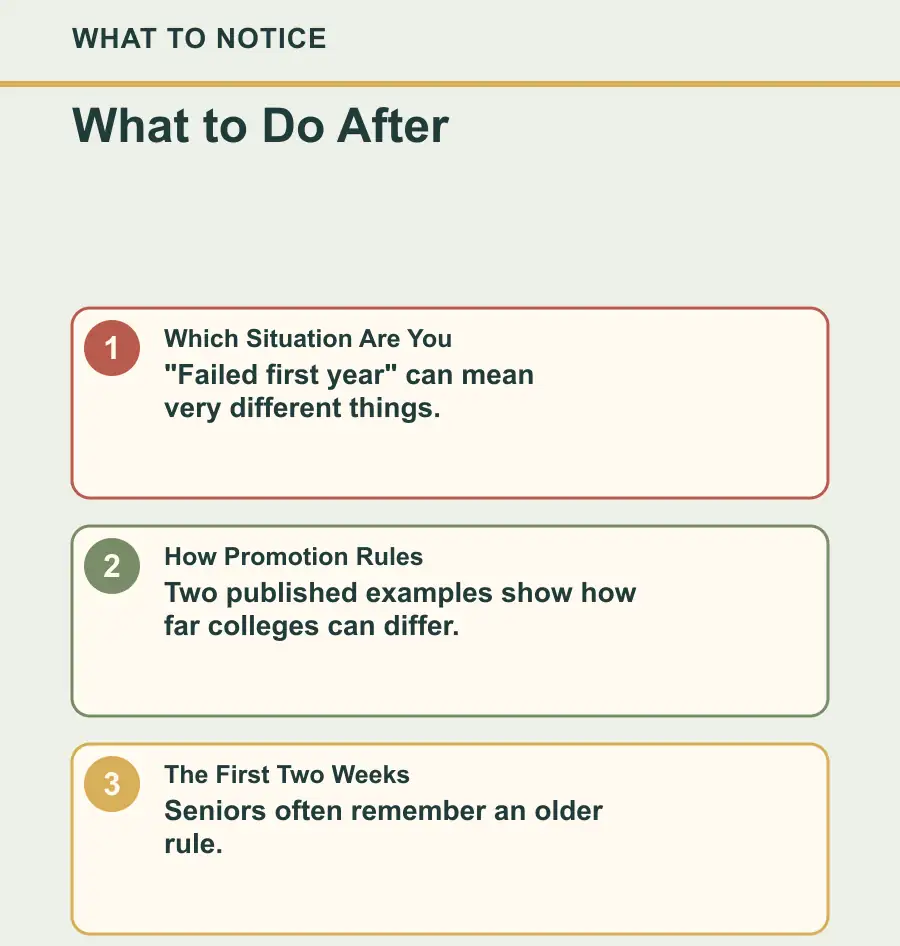 WHAT TO NOTICE
What to Do After
1
Which Situation Are You
"Failed first year" can mean
very different things.
2
How Promotion Rules
Two published examples show how
far colleges can differ.
3
The First Two Weeks
Seniors often remember an older
rule.